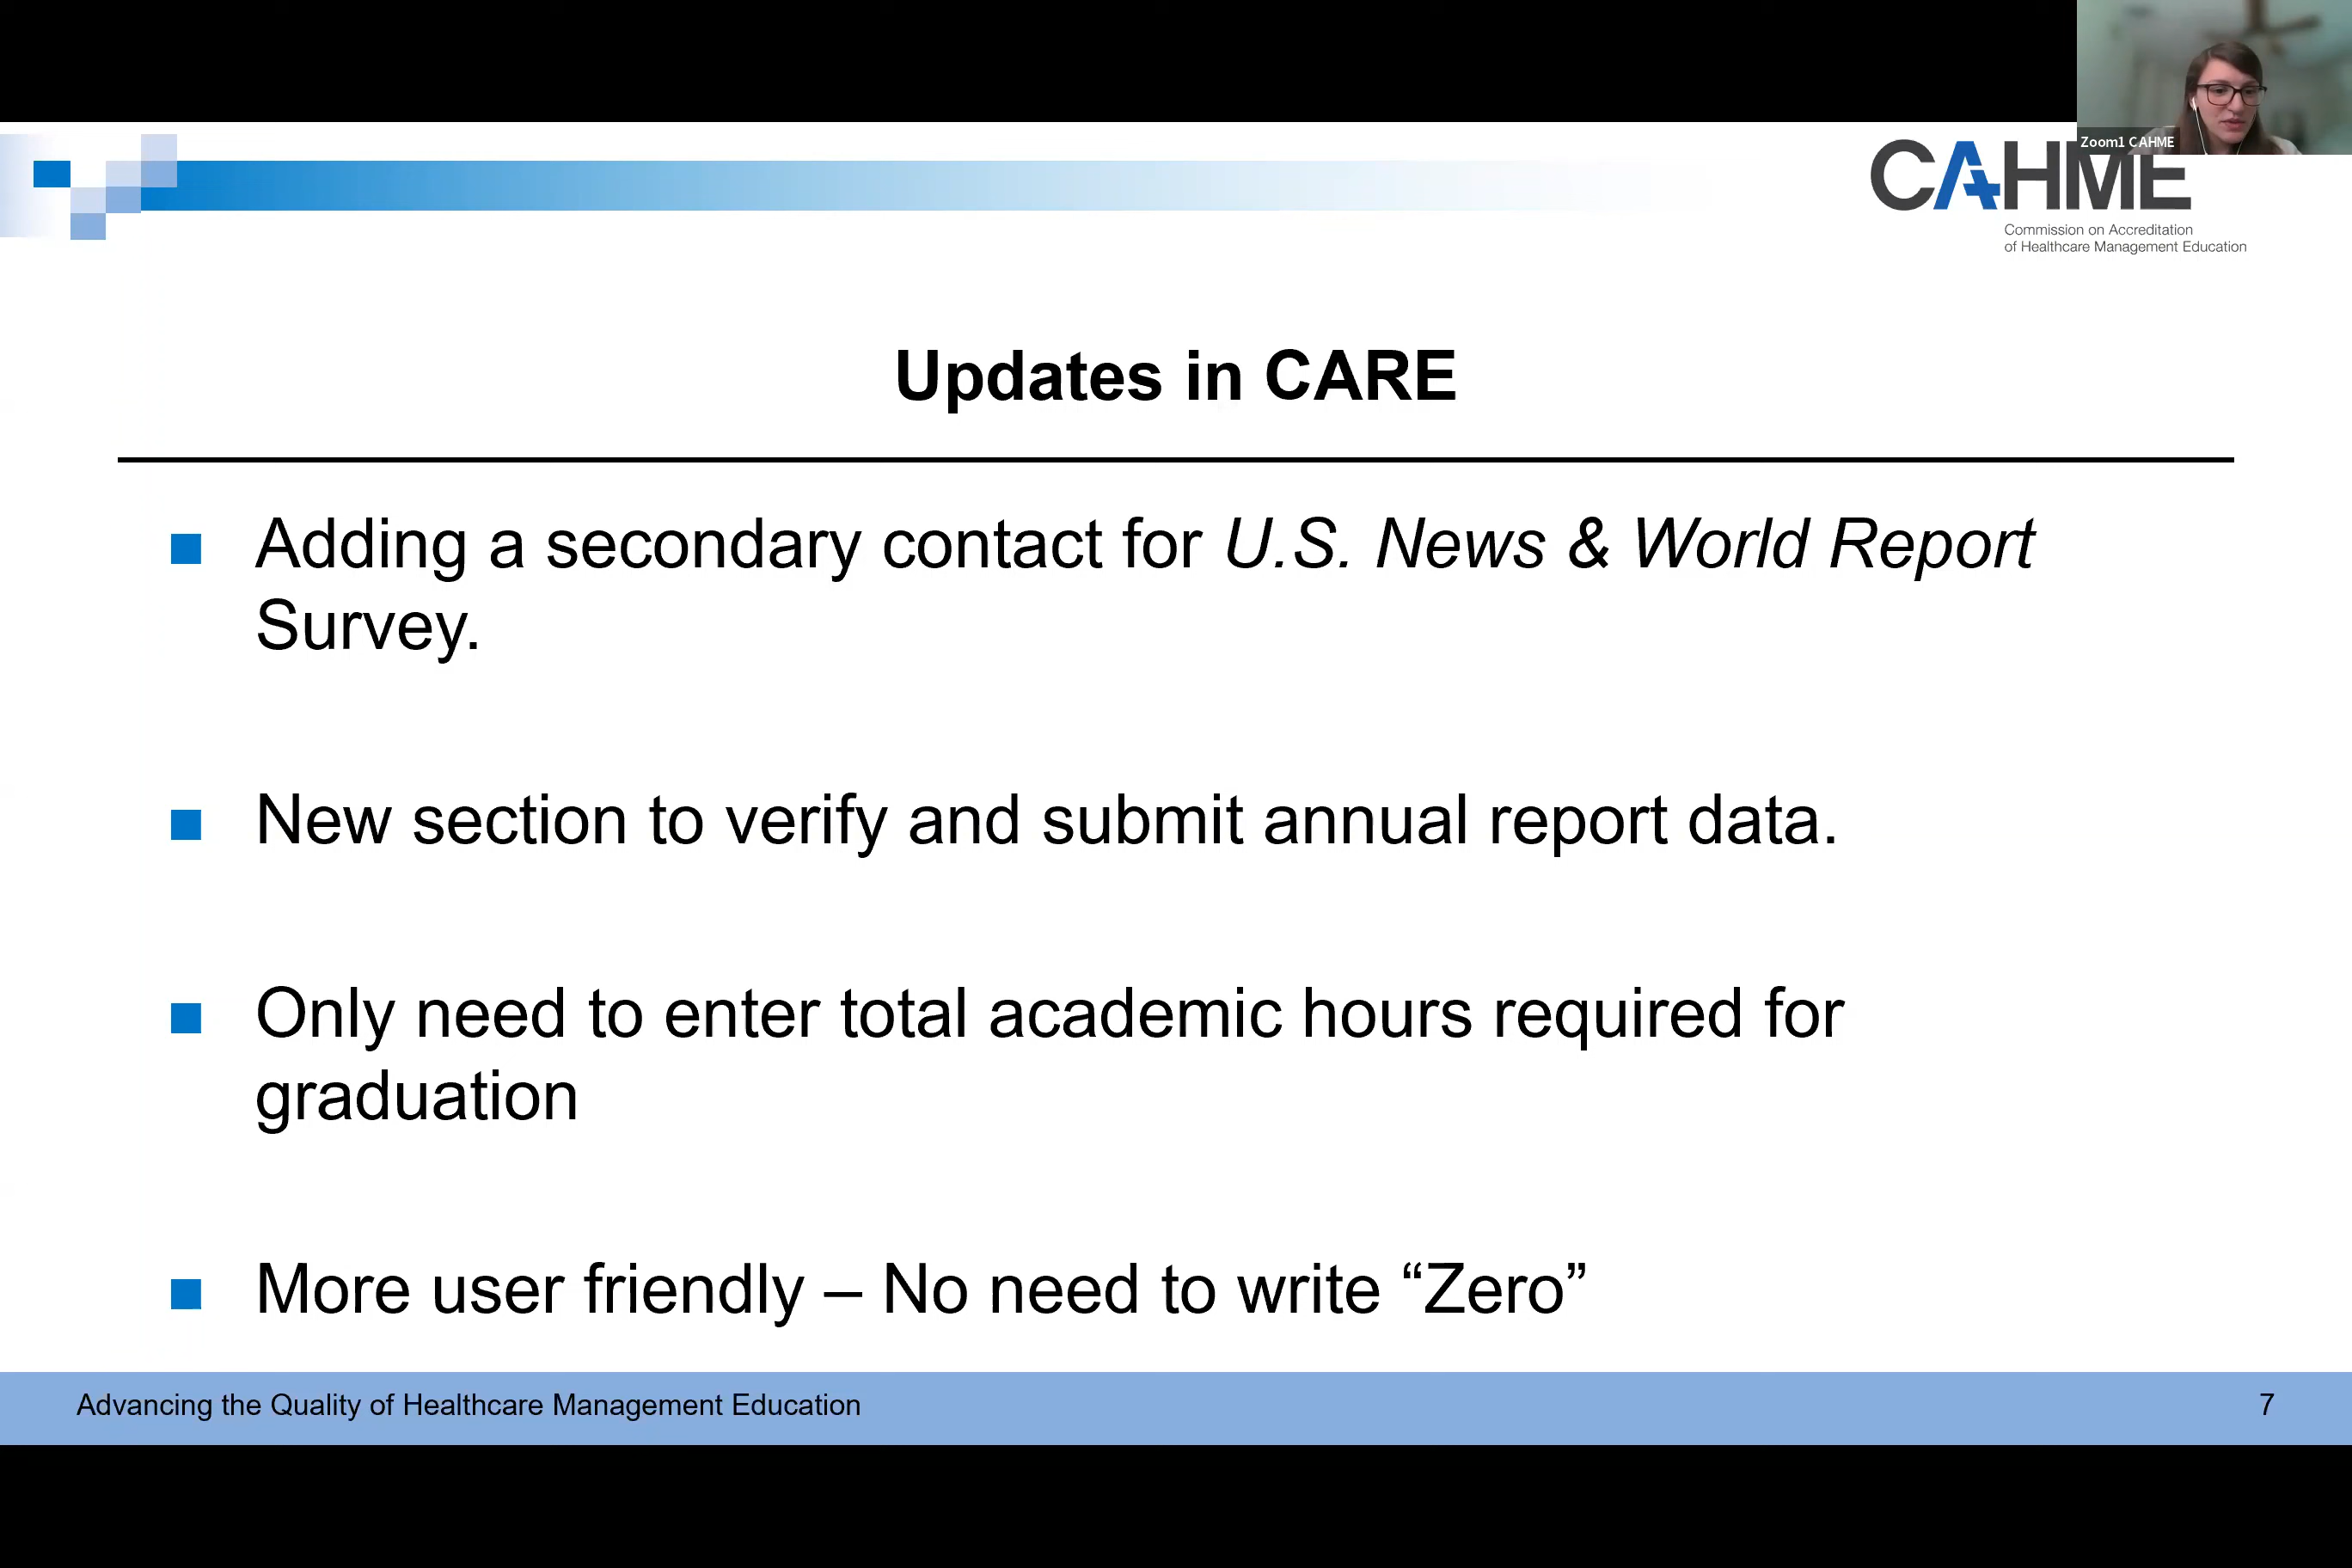 Zoom1 CAHME
CAHME
Commission on Accreditation
of Healthcare Management Education
Updates in CARE
Adding a secondary contact for U.S. News & World Report
Survey.
New section to verify and submit annual report data.
Only need to enter total academic hours required for
graduation
More user friendly – No need to write “Zero”
Advancing the Quality of Healthcare Management Education
7